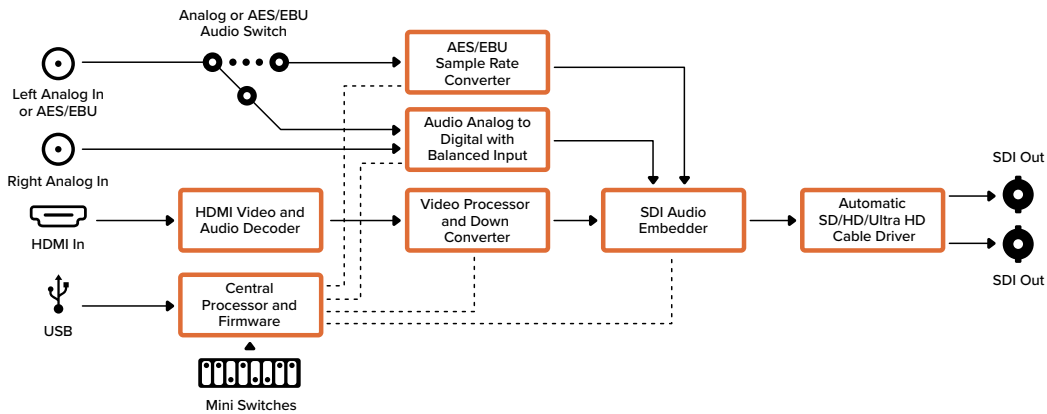 Analog or AES/EBU
Audio Switch
Left Analog In
or AES/EBU
AES/EBU
Sample Rate
Converter
Audio Analog to
Digital with
Balanced Input
Right Analog In
HDMI In
HDMI Video and
Audio Decoder
Video Processor
and Down
Converter
SDI Audio
Embedder
Automatic
SD/HD/Ultra HD
Cable Driver
SDI Out
SDI Out
USB
Central
Processor and
Firmware
Mini Switches